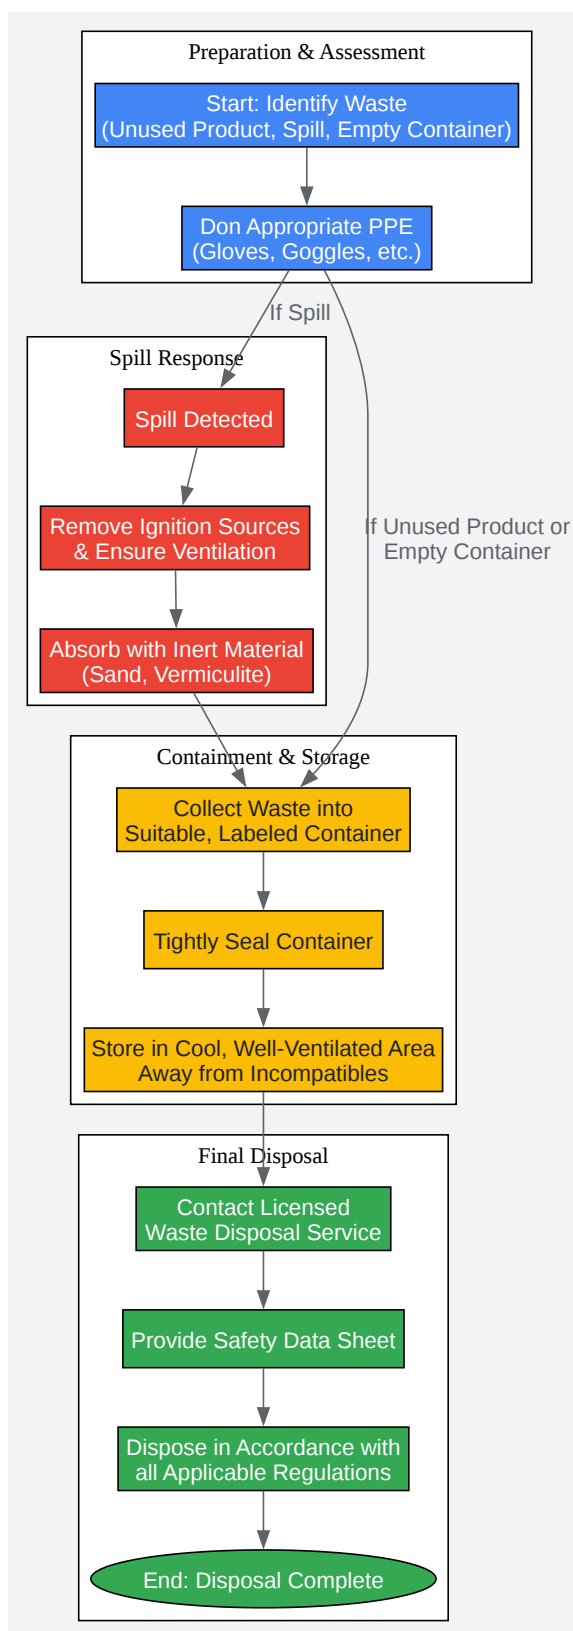 Preparation & Assessment
Start: Identify Waste
(Unused Product, Spill, Empty Container)
Don Appropriate PPE
(Gloves, Goggles, etc.)
If Spill
Spill Response
Spill Detected
Remove Ignition Sources
& Ensure Ventilation
If Unused Product or
Empty Container
Absorb with Inert Material
(Sand, Vermiculite)
Containment & Storage
Collect Waste into
Suitable, Labeled Container
Tightly Seal Container
Store in Cool, Well-Ventilated Area
Away from Incompatibles
Final Disposal
Contact Licensed
Waste Disposal Service
Provide Safety Data Sheet
Dispose in Accordance with
all Applicable Regulations
End: Disposal Complete